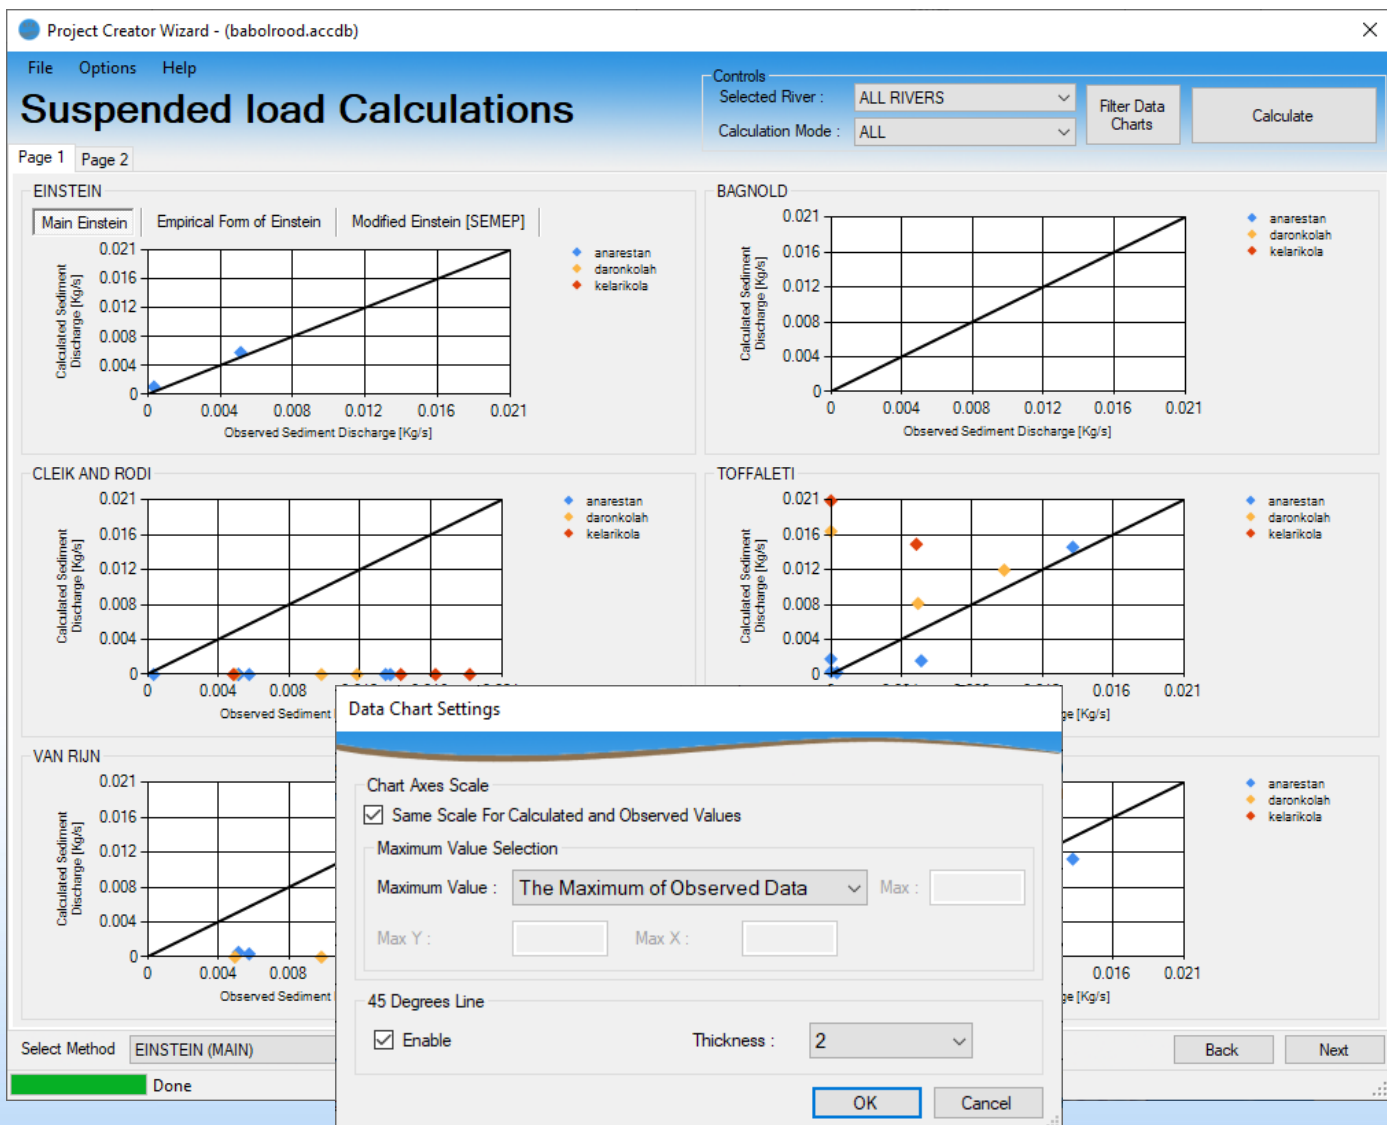 Project Creator Wizard - (babolrood.accdb)
File Options Help
Suspended load Calculations
Controls
Selected River : ALL RIVERS
Calculation Mode : ALL
Filter Data Charts
Calculate
Page 1 Page 2
EINSTEIN
Main Einstein Empirical Form of Einstein Modified Einstein [SEMEP]
Calculated Sediment
Discharge [Kg/s]
0.021
0.016
0.012
0.008
0.004
0
0 0.004 0.008 0.012 0.016 0.021
Observed Sediment Discharge [Kg/s]
anarestan
daronkolah
kelarikola
BAGNOLD
Calculated Sediment
Discharge [Kg/s]
0.021
0.016
0.012
0.008
0.004
0
0 0.004 0.008 0.012 0.016 0.021
Observed Sediment Discharge [Kg/s]
anarestan
daronkolah
kelarikola
CLEIK AND RODI
Calculated Sediment
Discharge [Kg/s]
0.021
0.016
0.012
0.008
0.004
0
0 0.004 0.008
Observed Sediment
anarestan
daronkolah
kelarikola
TOFFALETI
Calculated Sediment
Discharge [Kg/s]
0.021
0.016
0.012
0.008
0.004
0
0.016 0.021
ge [Kg/s]
anarestan
daronkolah
kelarikola
VAN RIJN
Calculated Sediment
Discharge [Kg/s]
0.021
0.016
0.012
0.008
0.004
0
0 0.004 0.008
Observed Sediment
0.016 0.021
ge [Kg/s]
anarestan
daronkolah
kelarikola
Data Chart Settings
Chart Axes Scale
Same Scale For Calculated and Observed Values
Maximum Value Selection
Maximum Value : The Maximum of Observed Data Max :
Max Y : Max X :
45 Degrees Line
Enable Thickness : 2
OK Cancel
Select Method EINSTEIN (MAIN)
Back Next
Done